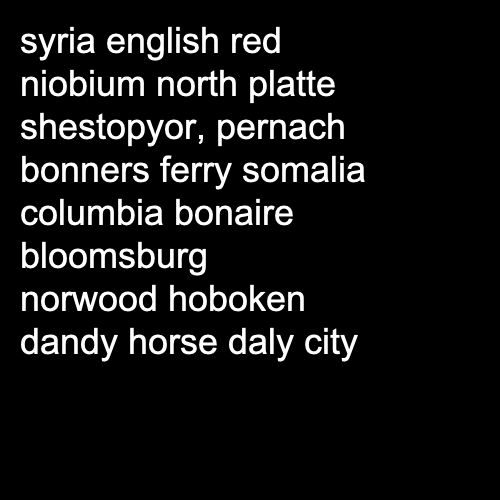 syria english red
niobium north platte
shestopyor, pernach
bonners ferry somalia
columbia bonaire
bloomsburg
norwood hoboken
dandy horse daly city